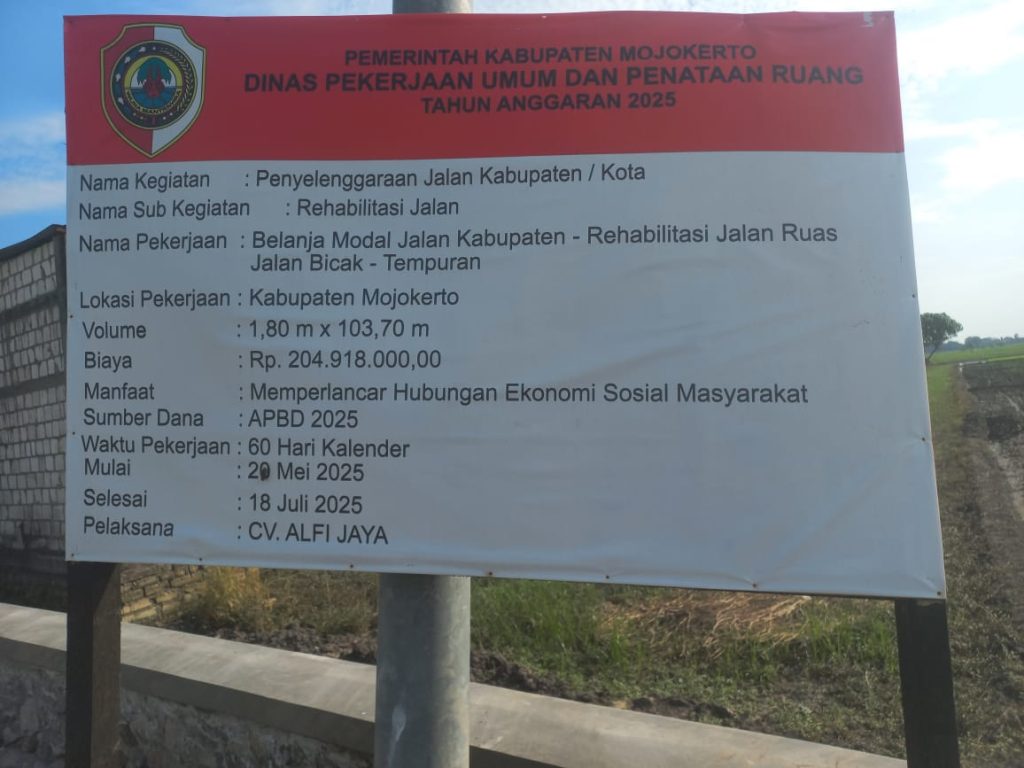 PEMERINTAH KABUPATEN MOJOKERTO
DINAS PEKERJAAN UMUM DAN PENATAAN RUANG
TAHUN ANGGARAN 2025
Nama Kegiatan : Penyelenggaraan Jalan Kabupaten / Kota
Nama Sub Kegiatan : Rehabilitasi Jalan
Nama Pekerjaan : Belanja Modal Jalan Kabupaten - Rehabilitasi Jalan Ruas
Jalan Bicak - Tempuran
Lokasi Pekerjaan : Kabupaten Mojokerto
Volume : 1,80 m x 103,70 m
Biaya : Rp. 204.918.000,00
Manfaat : Memperlancar Hubungan Ekonomi Sosial Masyarakat
Sumber Dana : APBD 2025
Waktu Pekerjaan : 60 Hari Kalender
Mulai : 20 Mei 2025
Selesai : 18 Juli 2025
Pelaksana : CV. ALFI JAYA